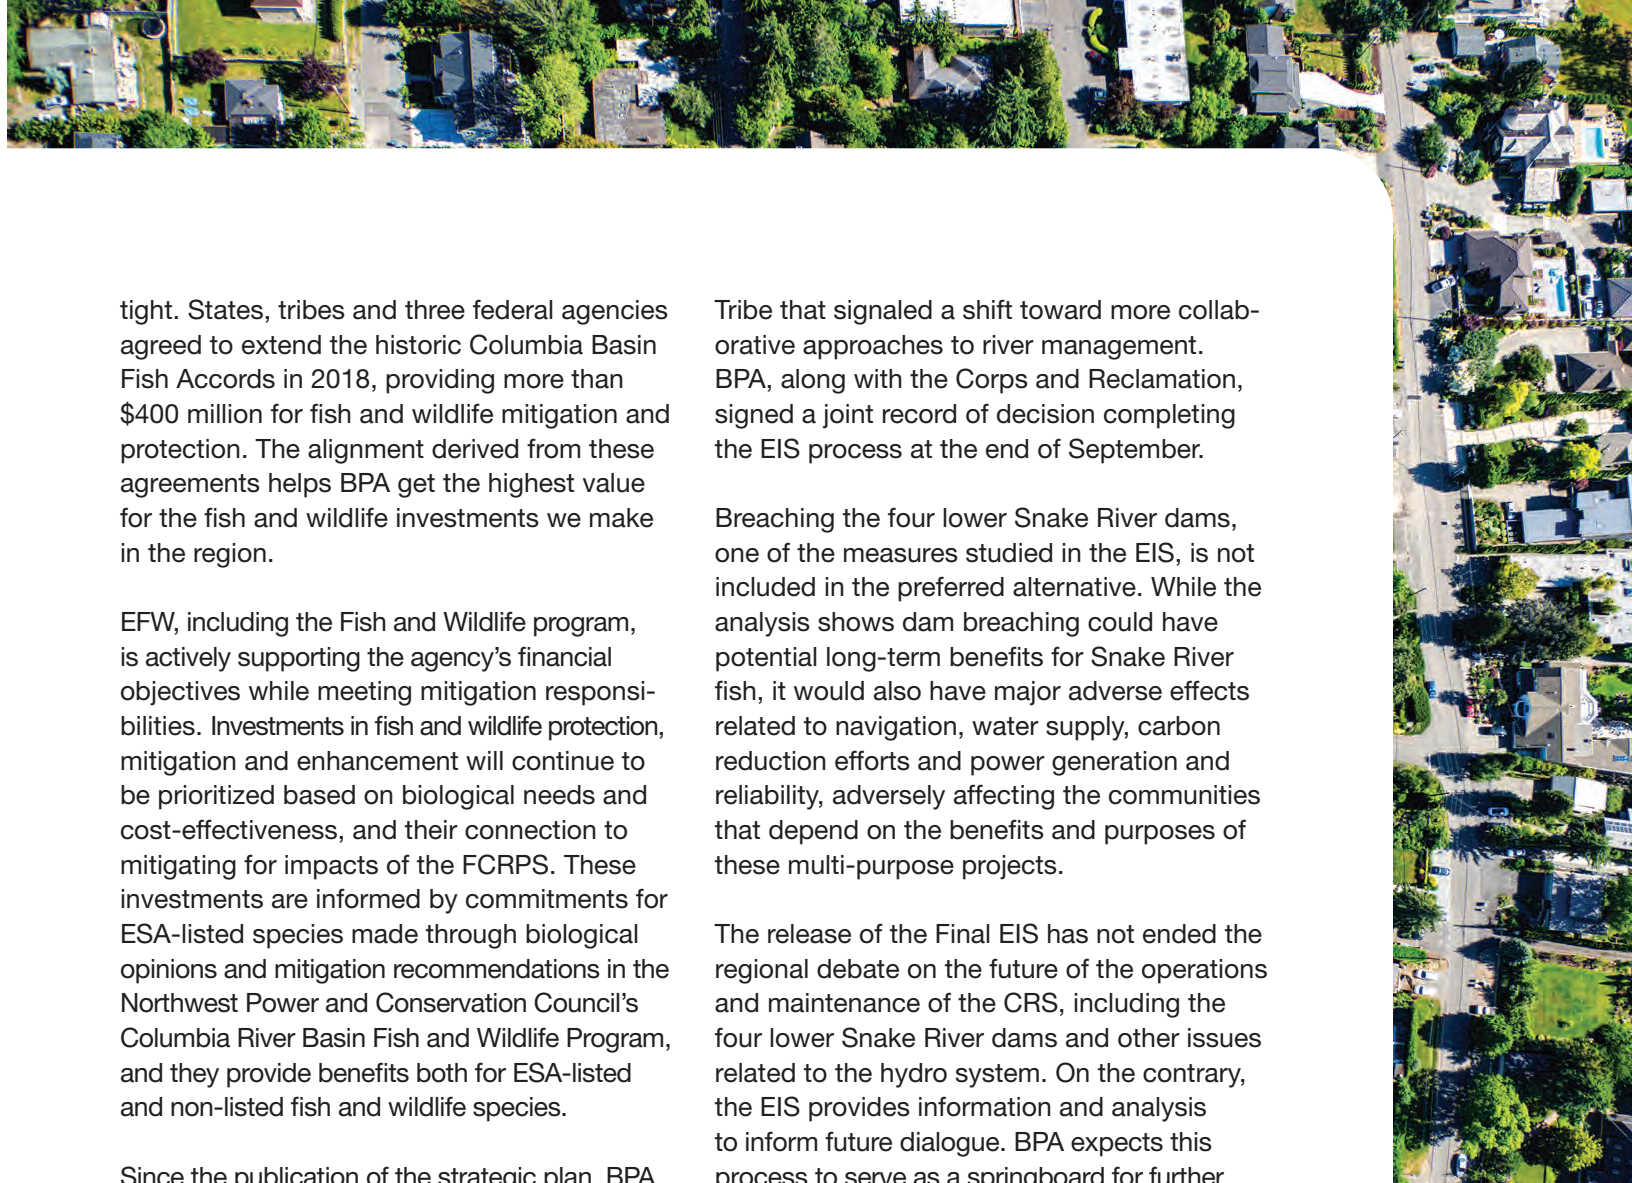 tight. States, tribes and three federal agencies
agreed to extend the historic Columbia Basin
Fish Accords in 2018, providing more than
$400 million for fish and wildlife mitigation and
protection. The alignment derived from these
agreements helps BPA get the highest value
for the fish and wildlife investments we make
in the region.
EFW, including the Fish and Wildlife program,
is actively supporting the agency’s financial
objectives while meeting mitigation responsi-
bilities. Investments in fish and wildlife protection,
mitigation and enhancement will continue to
be prioritized based on biological needs and
cost-effectiveness, and their connection to
mitigating for impacts of the FCRPS. These
investments are informed by commitments for
ESA-listed species made through biological
opinions and mitigation recommendations in the
Northwest Power and Conservation Council’s
Columbia River Basin Fish and Wildlife Program,
and they provide benefits both for ESA-listed
and non-listed fish and wildlife species.
Since the publication of the strategic plan, BPA
Tribe that signaled a shift toward more collab-
orative approaches to river management.
BPA, along with the Corps and Reclamation,
signed a joint record of decision completing
the EIS process at the end of September.
Breaching the four lower Snake River dams,
one of the measures studied in the EIS, is not
included in the preferred alternative. While the
analysis shows dam breaching could have
potential long-term benefits for Snake River
fish, it would also have major adverse effects
related to navigation, water supply, carbon
reduction efforts and power generation and
reliability, adversely affecting the communities
that depend on the benefits and purposes of
these multi-purpose projects.
The release of the Final EIS has not ended the
regional debate on the future of the operations
and maintenance of the CRS, including the
four lower Snake River dams and other issues
related to the hydro system. On the contrary,
the EIS provides information and analysis
to inform future dialogue. BPA expects this
process to serve as a springboard for further